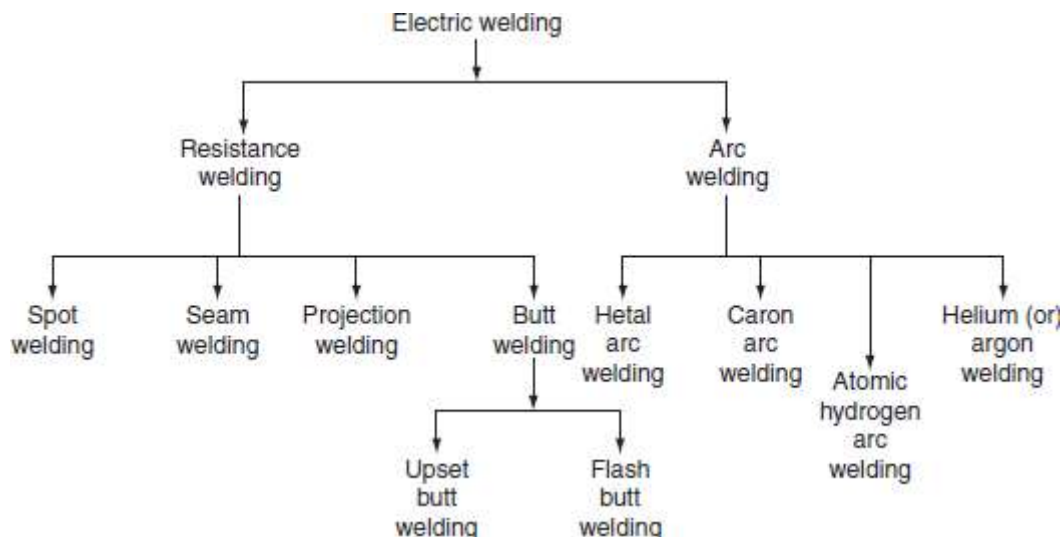 Electric welding
Resistance
welding
Arc
welding
Spot
welding
Seam
welding
Projection
welding
Butt
welding
Hetal
arc
welding
Caron
arc
welding
Atomic
hydrogen
arc
welding
Helium (or)
argon
welding
Upset
butt
welding
Flash
butt
welding